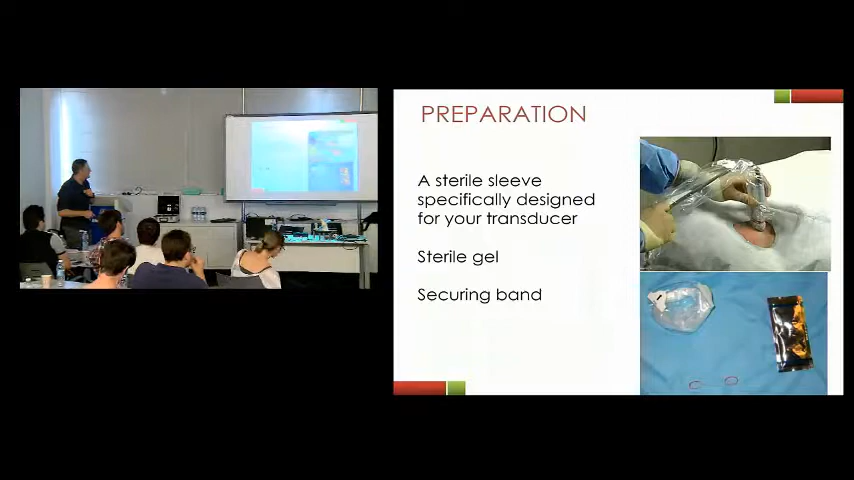 PREPARATION
A sterile sleeve
specifically designed
for your transducer
Sterile gel
Securing band